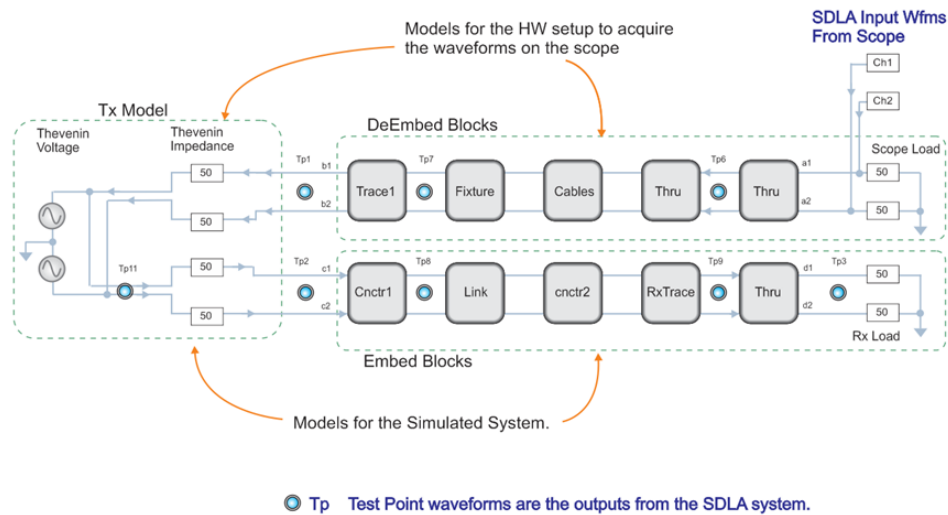 SDLA Input Wfms
From Scope
Models for the HW setup to acquire
the waveforms on the scope
Ch1
Ch2
Tx Model
DeEmbed Blocks
Thevenin
Voltage
Thevenin
Impedance
Scope Load
Tp1
b1
Tp7
Tp6
a1
50
Trace1
Fixture
Cables
Thru
Thru
50
b2
a2
50
50
Tp11
Tp2
c1
Tp8
Tp9
d1
Tp3
50
50
Cnctr1
Link
cnctr2
RxTrace
Thru
c2
d2
50
50
Rx Load
Embed Blocks
Models for the Simulated System.
Tp Test Point waveforms are the outputs from the SDLA system.